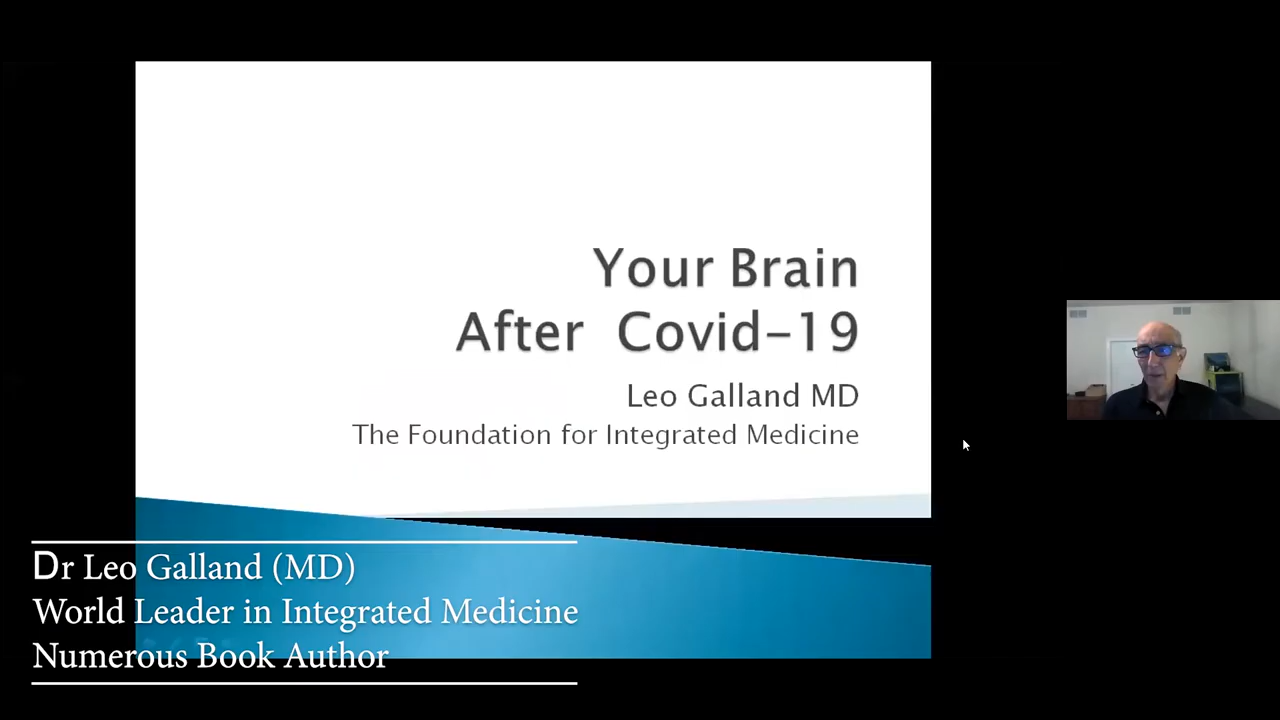 Your Brain
After Covid-19
Leo Galland MD
The Foundation for Integrated Medicine
Dr Leo Galland (MD)
World Leader in Integrated Medicine
Numerous Book Author